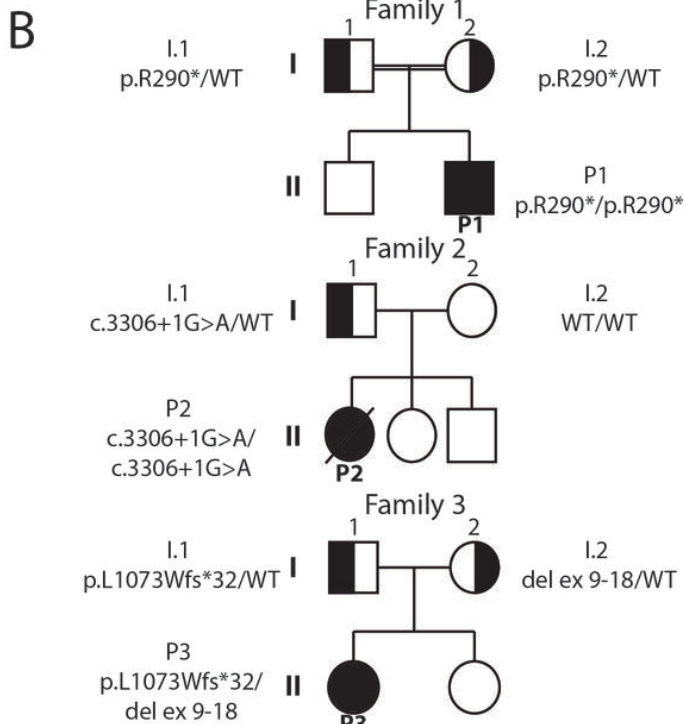 B
Family 1
1 2
I.1
p.R290*/WT
I
I.2
p.R290*/WT
II
P1
p.R290*/p.R290*
P1
Family 2
1 2
I.1
c.3306+1G>A/WT
I
I.2
WT/WT
P2
c.3306+1G>A/
c.3306+1G>A
II
P2
Family 3
1 2
I.1
p.L1073Wfs*32/WT
I
I.2
del ex 9-18/WT
P3
p.L1073Wfs*32/
del ex 9-18
II
P3